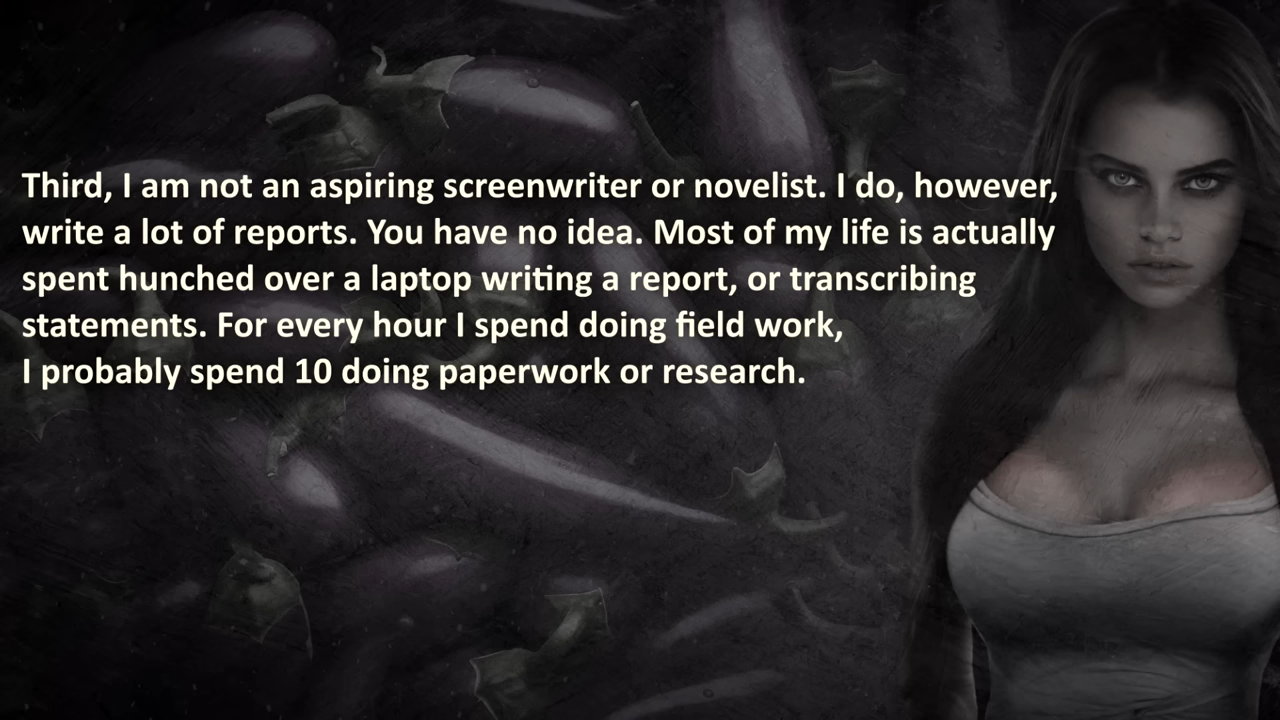 Third, I am not an aspiring screenwriter or novelist. I do, however,
write a lot of reports. You have no idea. Most of my life is actually
spent hunched over a laptop writing a report, or transcribing
statements. For every hour I spend doing field work,
I probably spend 10 doing paperwork or research.